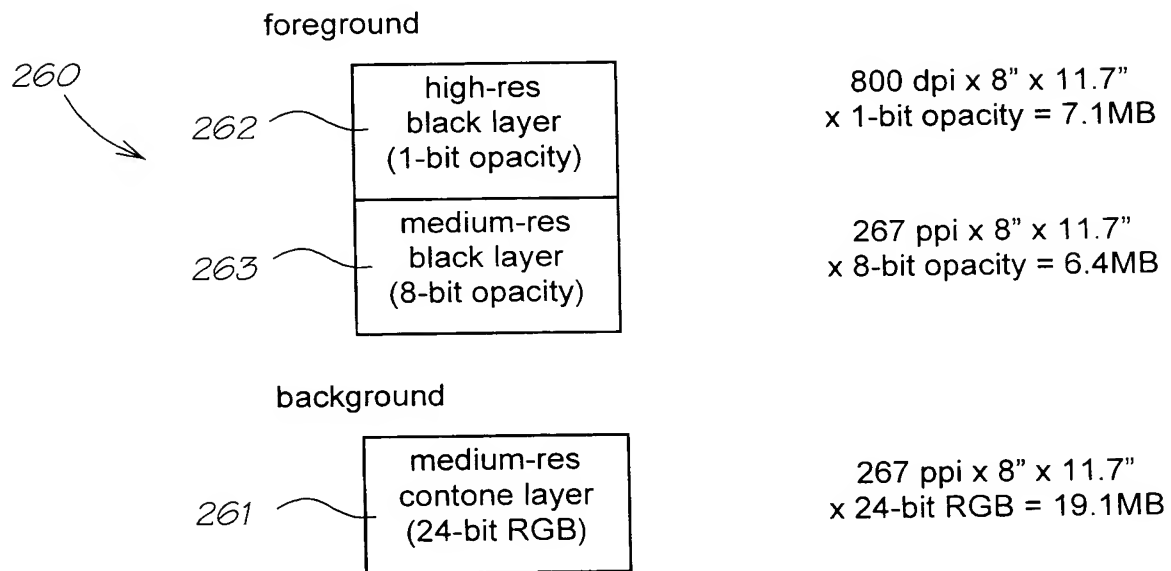 foreground
260
262
high-res
black layer
(1-bit opacity)
800 dpi x 8” x 11.7”
x 1-bit opacity = 7.1MB
263
medium-res
black layer
(8-bit opacity)
267 ppi x 8” x 11.7”
x 8-bit opacity = 6.4MB
background
261
medium-res
contone layer
(24-bit RGB)
267 ppi x 8” x 11.7”
x 24-bit RGB = 19.1MB